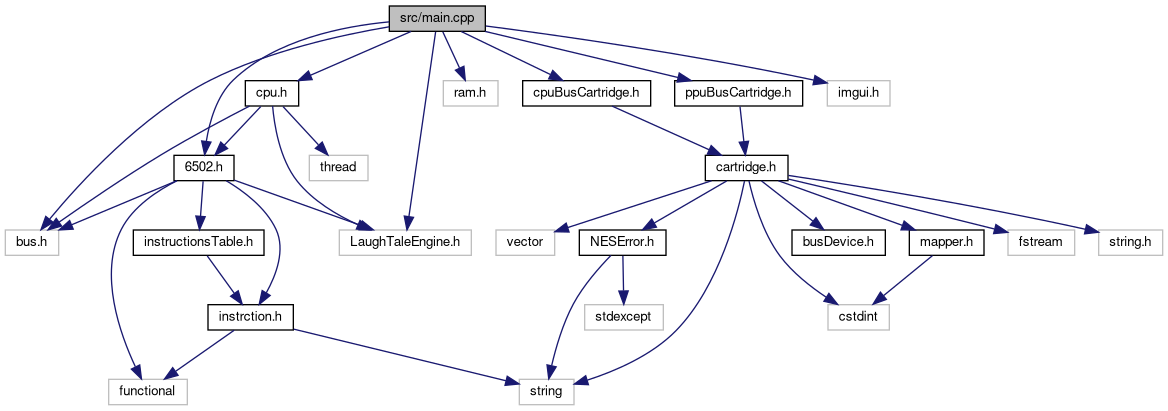 src/main.cpp
cpu.h
ram.h
cpuBusCartridge.h
ppuBusCartridge.h
imgui.h
6502.h
thread
cartridge.h
bus.h
instructionsTable.h
LaughTaleEngine.h
vector
NESError.h
busDevice.h
mapper.h
fstream
string.h
instrction.h
stdexcept
cstdint
functional
string